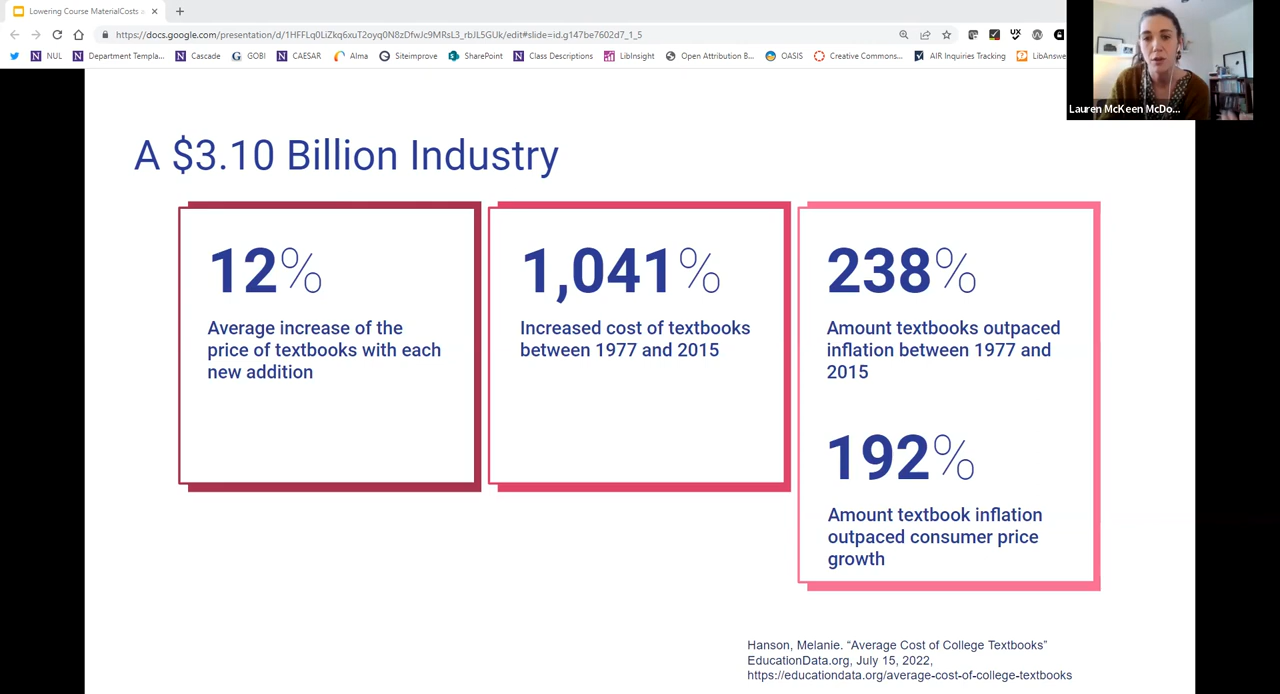 Lowering Course MaterialCosts a
https://docs.google.com/presentation/d/1HFFLq0LiZkq6xuT2oyq0N8zDfwJc9MRsL3_rbJL5GUk/edit#slide=id.g147be7602d7_1_5
NUL Department Templa... Cascade GOBI CAESAR Alma Siteimprove SharePoint Class Descriptions LibInsight Open Attribution B... OASIS Creative Commons... AIR Inquiries Tracking LibAnswe
Lauren McKeen McDo...
A $3.10 Billion Industry
12%
Average increase of the
price of textbooks with each
new addition
1,041%
Increased cost of textbooks
between 1977 and 2015
238%
Amount textbooks outpaced
inflation between 1977 and
2015
192%
Amount textbook inflation
outpaced consumer price
growth
Hanson, Melanie. “Average Cost of College Textbooks”
EducationData.org, July 15, 2022,
https://educationdata.org/average-cost-of-college-textbooks